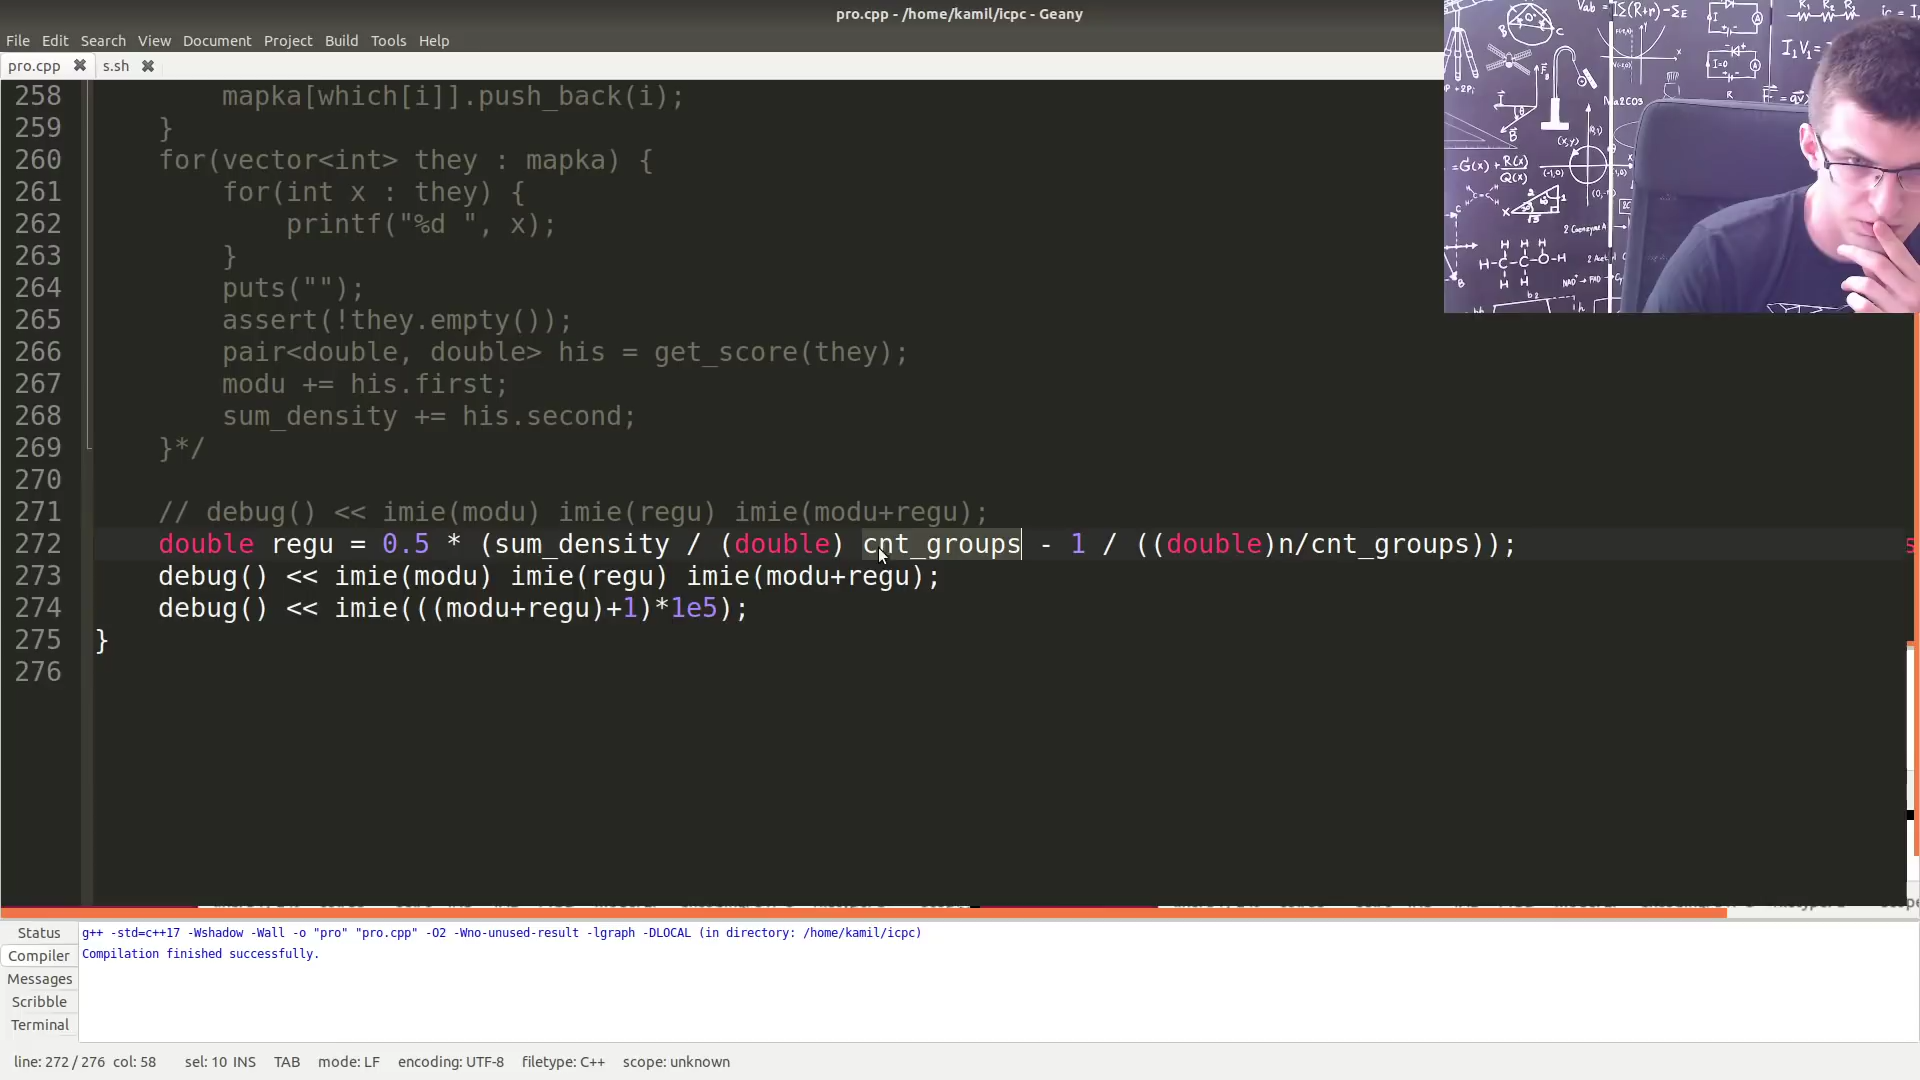 pro.cpp - /home/kamil/icpc - Geany
File Edit Search View Document Project Build Tools Help
pro.cpp s.sh
258 mapka[which[i]].push_back(i);
259 }
260 for(vector<int> they : mapka) {
261 for(int x : they) {
262 printf("%d ", x);
263 }
264 puts("");
265 assert(!they.empty());
266 pair<double, double> his = get_score(they);
267 modu += his.first;
268 sum_density += his.second;
269 }*/
270
271 // debug() << imie(modu) imie(regu) imie(modu+regu);
272 double regu = 0.5 * (sum_density / (double) cnt_groups - 1 / ((double)n/cnt_groups));
273 debug() << imie(modu) imie(regu) imie(modu+regu);
274 debug() << imie(((modu+regu)+1)*1e5);
275 }
276
Status
Compiler
Messages
Scribble
Terminal
g++ -std=c++17 -Wshadow -Wall -o "pro" "pro.cpp" -O2 -Wno-unused-result -lgraph -DLOCAL (in directory: /home/kamil/icpc)
Compilation finished successfully.
line: 272 / 276 col: 58 sel: 10 INS TAB mode: LF encoding: UTF-8 filetype: C++ scope: unknown